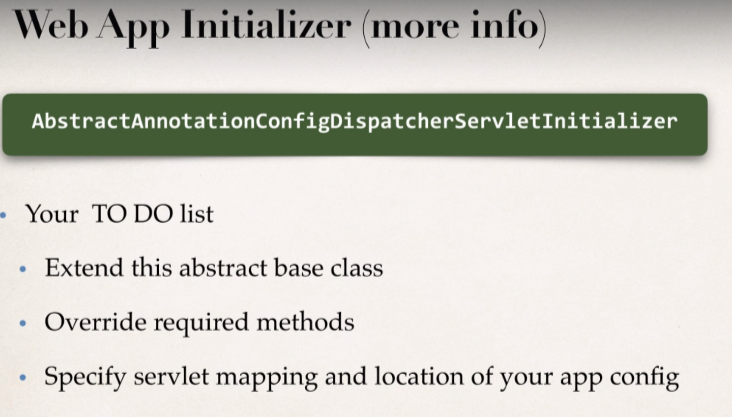 Web App Initializer (more info)
AbstractAnnotationConfigDispatcherServletInitializer
• Your TO DO list
• Extend this abstract base class
• Override required methods
• Specify servlet mapping and location of your app config